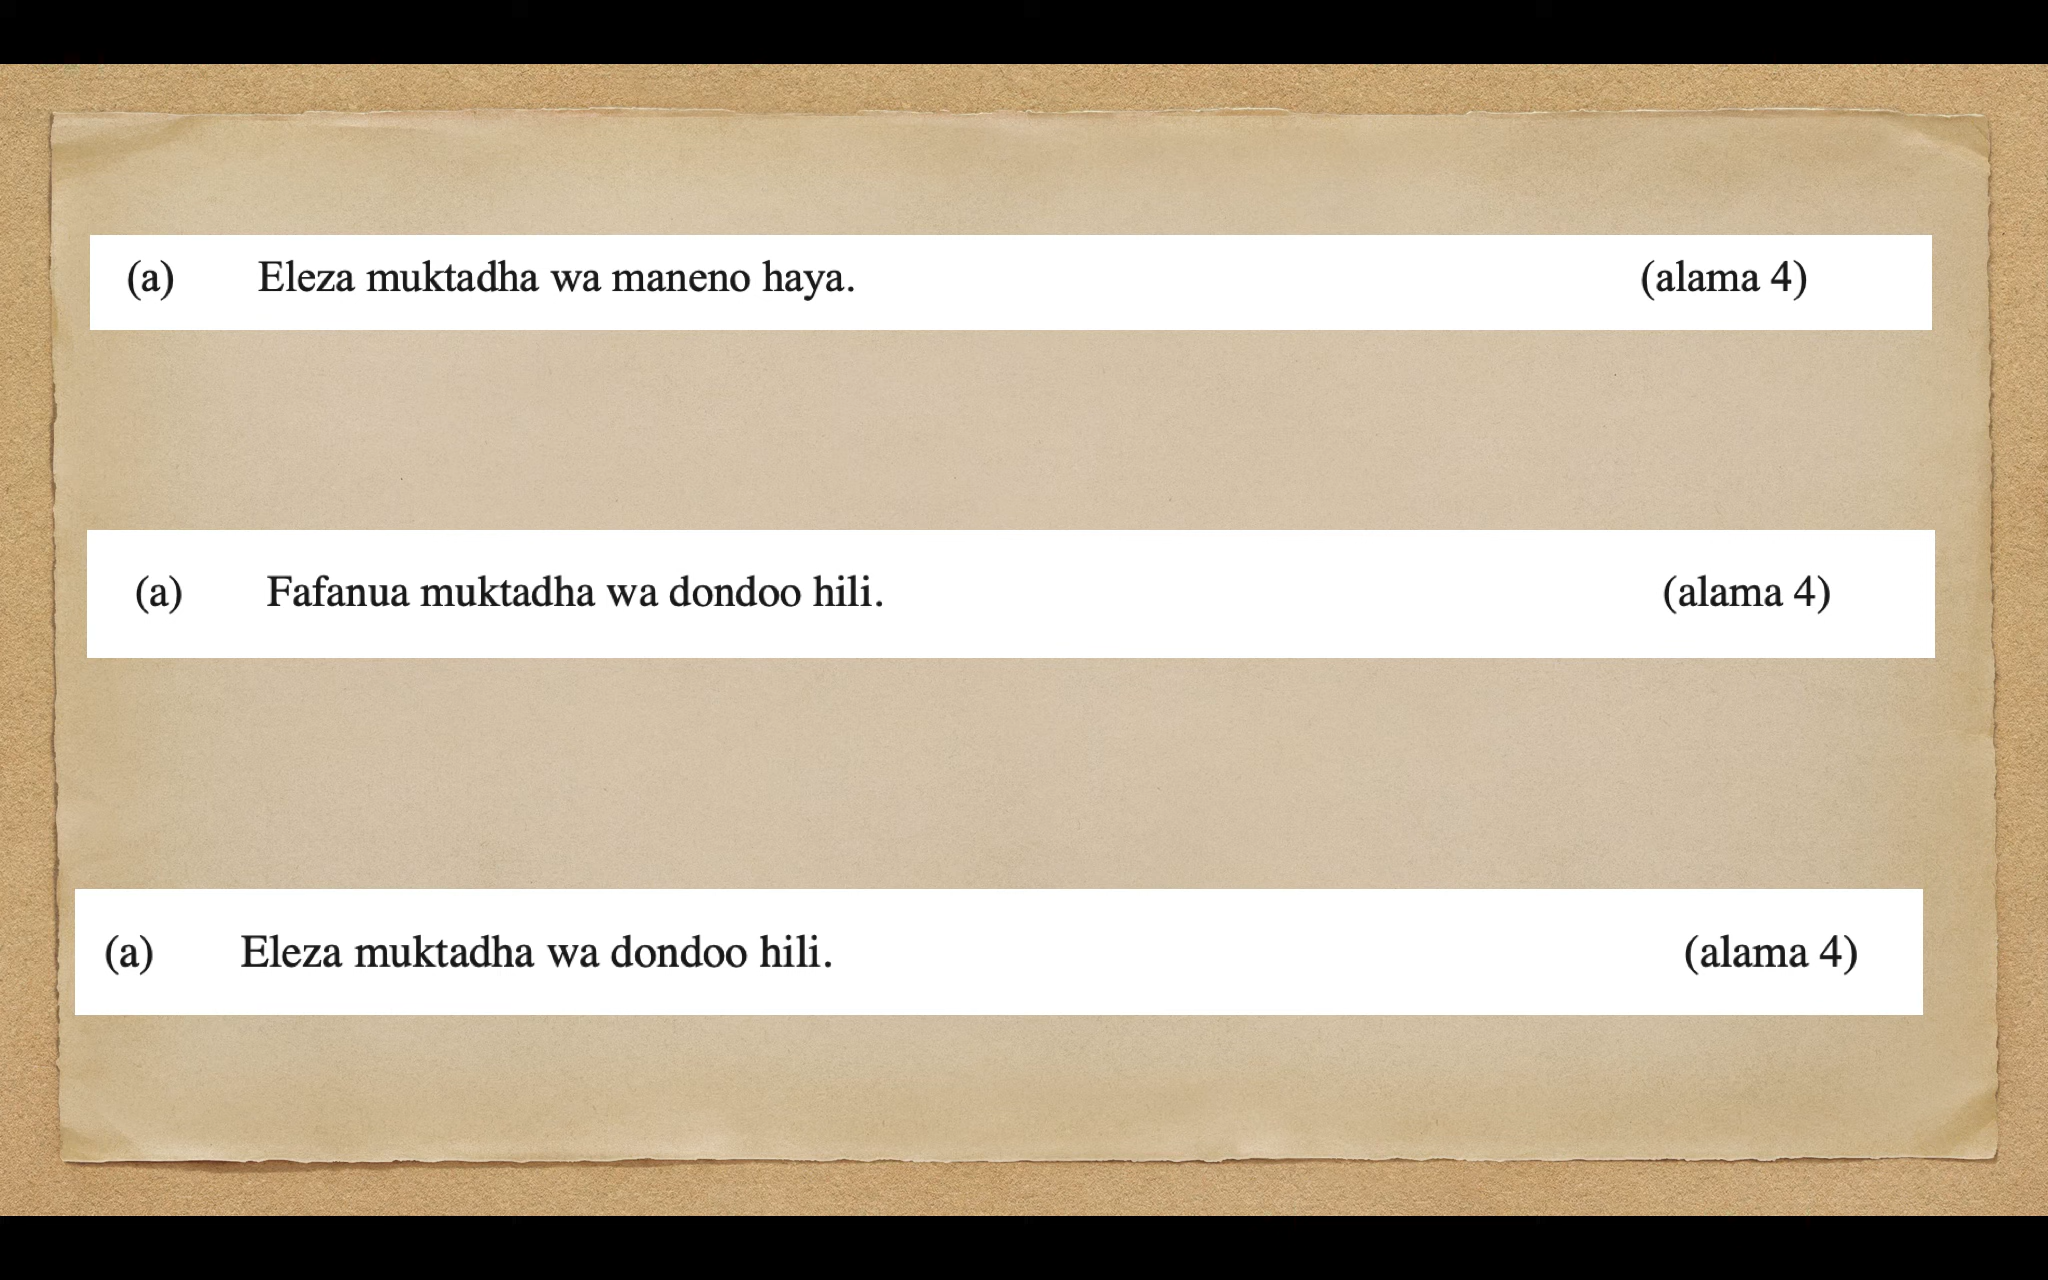 (a) Eleza muktadha wa maneno haya. (alama 4)
(a) Fafanua muktadha wa dondoo hili. (alama 4)
(a) Eleza muktadha wa dondoo hili. (alama 4)